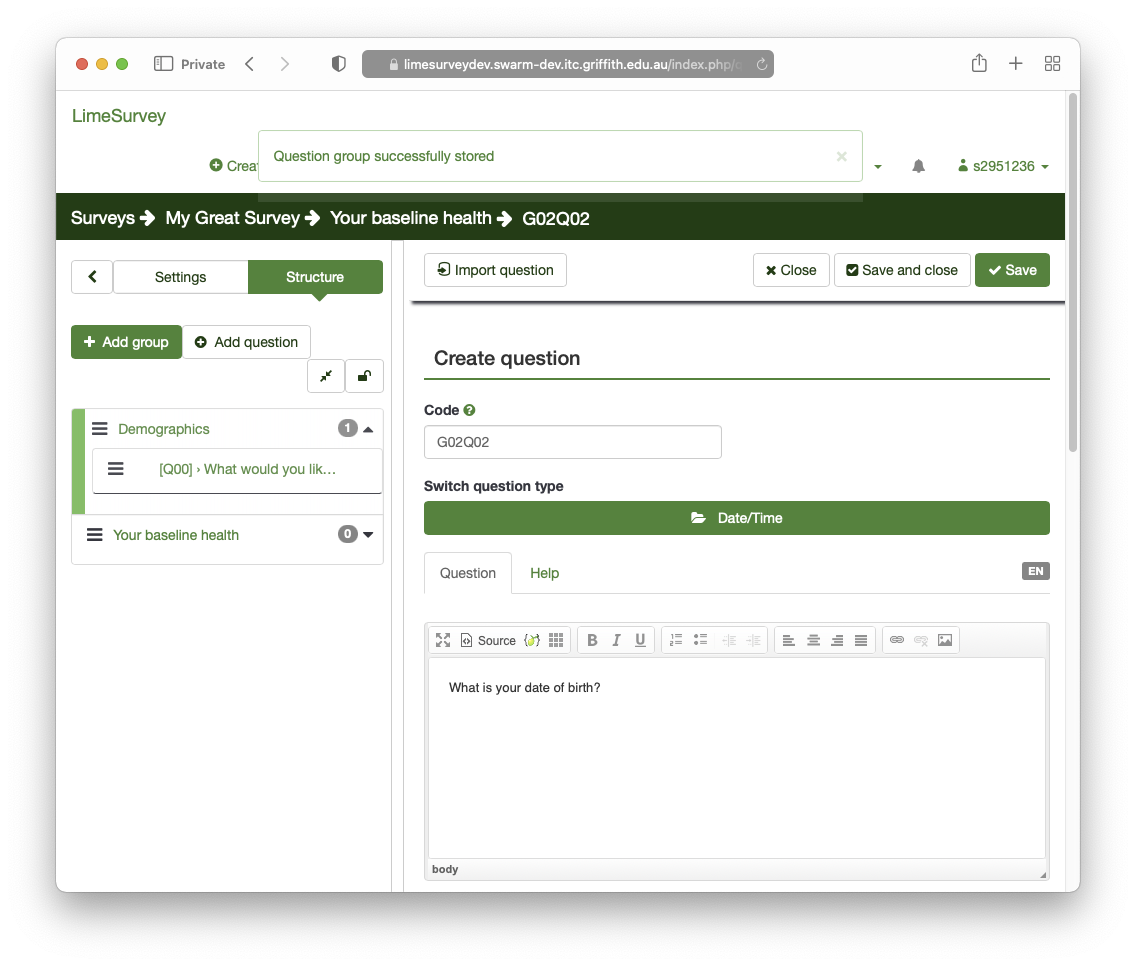 Private
limesurveydev.swarm-dev.itc.griffith.edu.au/index.php/
LimeSurvey
Question group successfully stored
s2951236
Surveys My Great Survey Your baseline health G02Q02
Settings Structure
Import question Close Save and close Save
Add group Add question
Create question
Code
G02Q02
Switch question type
Date/Time
Demographics 1
[Q00] › What would you lik...
Your baseline health 0
Question Help EN
Source B I U
What is your date of birth?
body